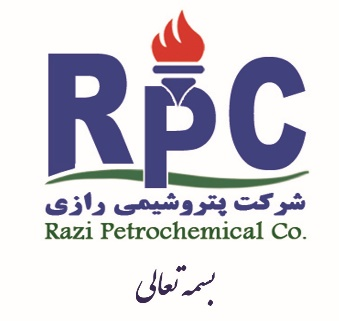 RPC
شرکت پتروشیمی رازی
Razi Petrochemical Co.
بسمه تعالی